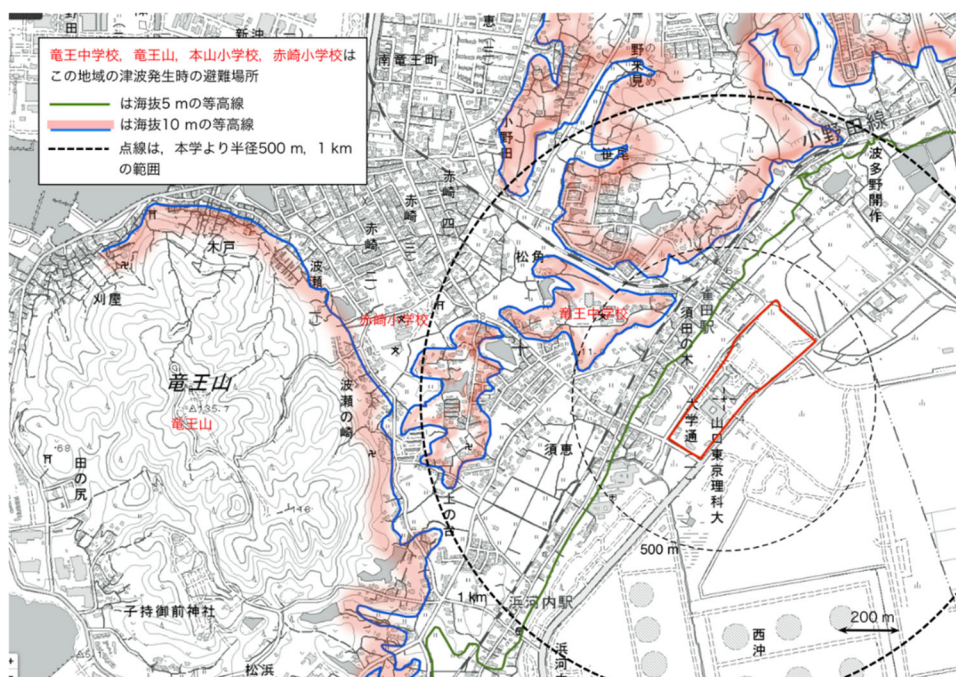 竜王中学校, 竜王山, 本山小学校, 赤崎小学校は
この地域の津波発生時の避難場所
は海抜5 mの等高線
は海抜10 mの等高線
点線は, 本学より半径500 m, 1 km
の範囲
南竜王町
野来見
小野田
笹尾
小野田線
波多野開作
赤崎四
赤崎三
赤崎二
木戸
波瀬
刈屋
松角
竜王中学校
赤崎小学校
雀田駅
須田の木
竜王山
135.7
竜王山
波瀬の崎
大学通
山口東京理科大
須恵
田の尻
68
146
土の台
500 m
1 km
浜河内駅
200 m
子持御前神社
西沖
松浜
浜河